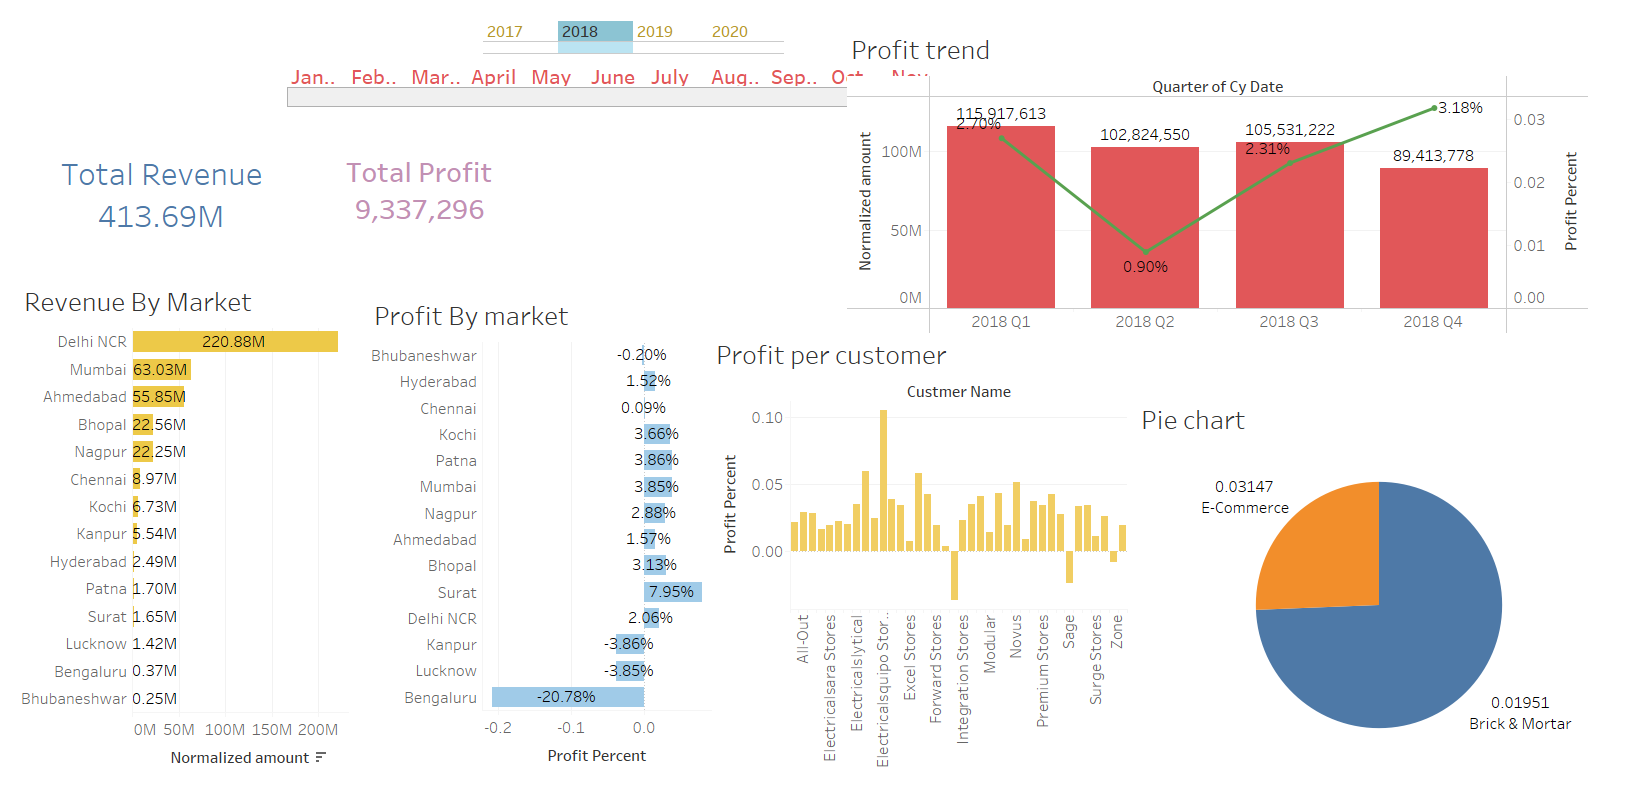 2017 2018 2019 2020
Jan.. Feb.. Mar.. April May June July Aug.. Sep.. Oct Nov
Profit trend
Quarter of Cy Date
Normalized amount
100M
50M
0M
115,917,613
2.70%
102,824,550
0.90%
105,531,222
2.31%
89,413,778
3.18%
0.03
0.02
0.01
0.00
Profit Percent
2018 Q1 2018 Q2 2018 Q3 2018 Q4
Total Revenue
413.69M
Total Profit
9,337,296
Revenue By Market
Delhi NCR 220.88M
Mumbai 63.03M
Ahmedabad 55.85M
Bhopal 22.56M
Nagpur 22.25M
Chennai 8.97M
Kochi 6.73M
Kanpur 5.54M
Hyderabad 2.49M
Patna 1.70M
Surat 1.65M
Lucknow 1.42M
Bengaluru 0.37M
Bhubaneshwar 0.25M
0M 50M 100M 150M 200M
Normalized amount
Profit By market
Bhubaneshwar -0.20%
Hyderabad 1.52%
Chennai 0.09%
Kochi 3.66%
Patna 3.86%
Mumbai 3.85%
Nagpur 2.88%
Ahmedabad 1.57%
Bhopal 3.13%
Surat 7.95%
Delhi NCR 2.06%
Kanpur -3.86%
Lucknow -3.85%
Bengaluru -20.78%
-0.2 -0.1 0.0
Profit Percent
Profit per customer
Custmer Name
Profit Percent
0.10
0.05
0.00
All-Out
Electricalsara Stores
Electricalslytical
Electricalsquipo Stor..
Excel Stores
Forward Stores
Integration Stores
Modular
Novus
Premium Stores
Sage
Surge Stores
Zone
Pie chart
0.03147
E-Commerce
0.01951
Brick & Mortar